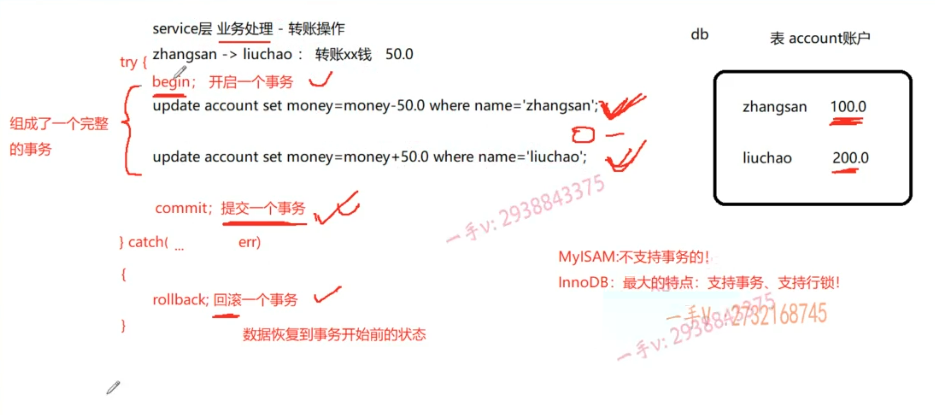 service层 业务处理 - 转账操作
db
表 account账户
zhangsan -> liuchao： 转账xx钱 50.0
try {
begin; 开启一个事务
update account set money=money-50.0 where name='zhangsan';
zhangsan 100.0
组成了一个完整
的事务
update account set money=money+50.0 where name='liuchao';
liuchao 200.0
commit; 提交一个事务
一手v: 2938843375
} catch( ... err)
{
MyISAM:不支持事务的！
InnoDB：最大的特点：支持事务、支持行锁！
rollback; 回滚一个事务
一手v: 2732168745
}
数据恢复到事务开始前的状态
一手v: 2938843375